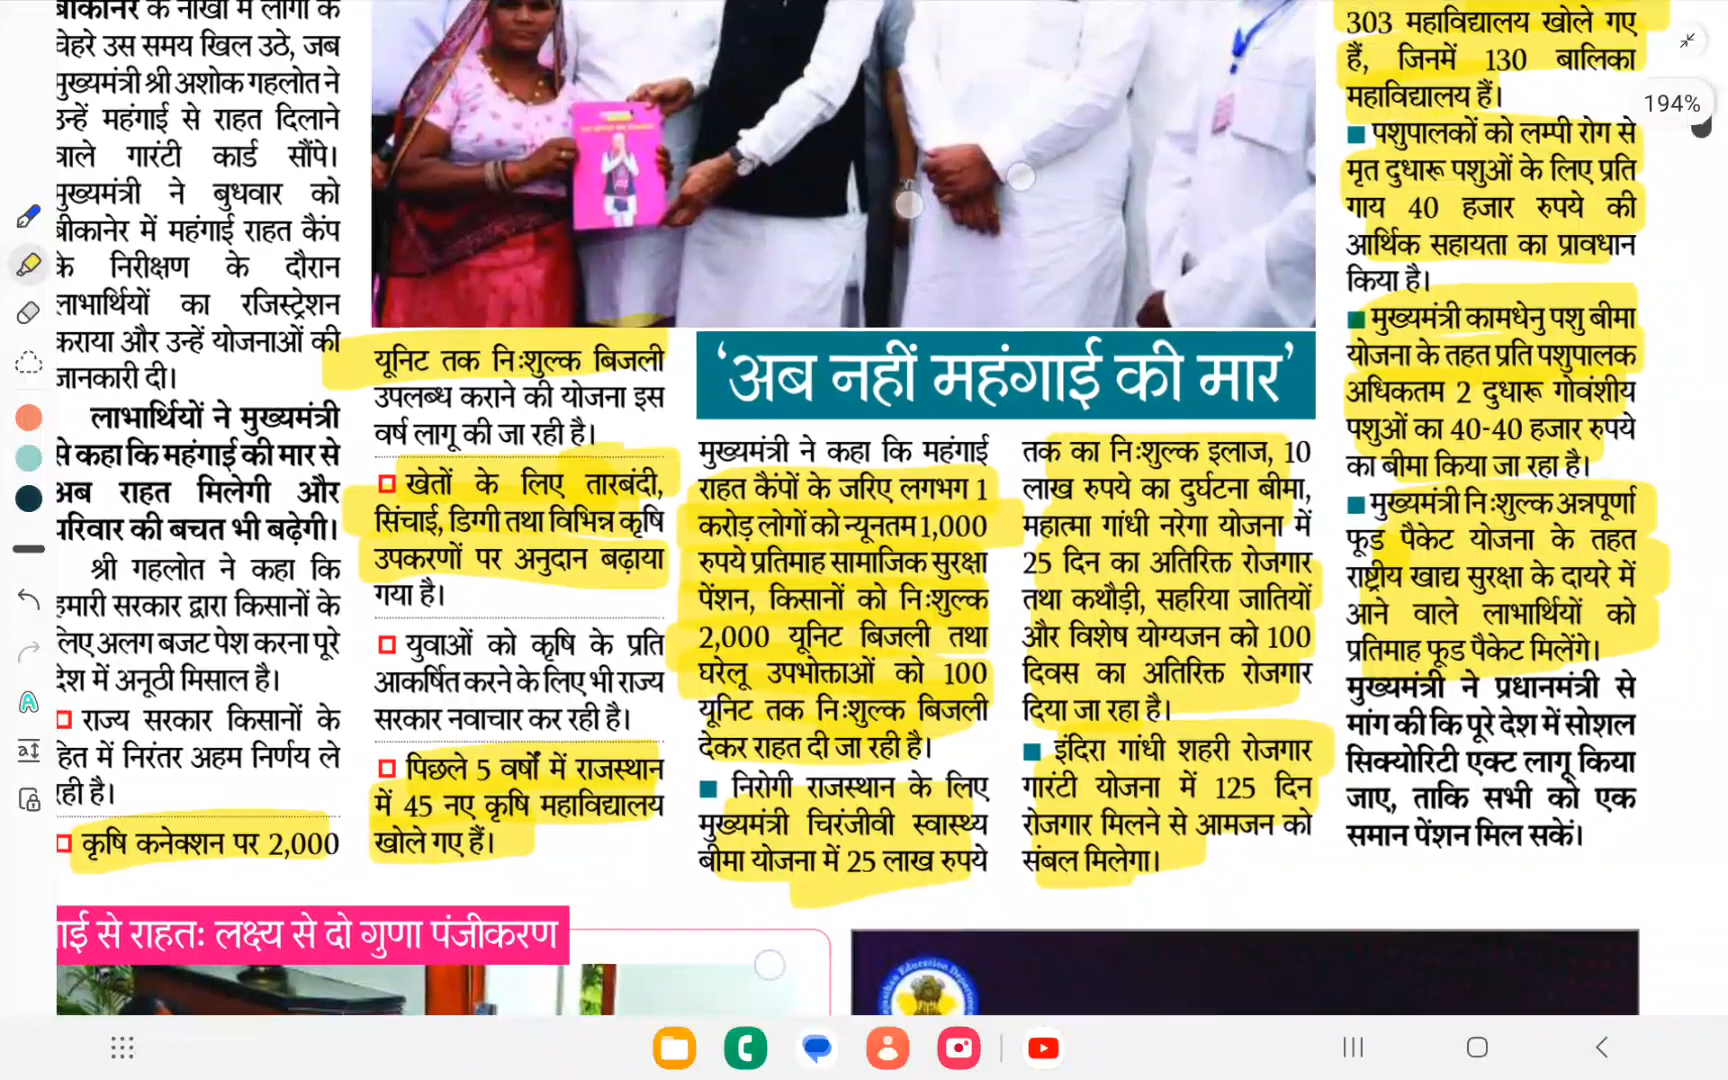 बीकानेर के नोखा में लोगों के
चेहरे उस समय खिल उठे, जब
मुख्यमंत्री श्री अशोक गहलोत ने
उन्हें महंगाई से राहत दिलाने
वाले गारंटी कार्ड सौंपे।
मुख्यमंत्री ने बुधवार को
बीकानेर में महंगाई राहत कैंप
के निरीक्षण के दौरान
लाभार्थियों का रजिस्ट्रेशन
कराया और उन्हें योजनाओं की
जानकारी दी।
लाभार्थियों ने मुख्यमंत्री
से कहा कि महंगाई की मार से
अब राहत मिलेगी और
परिवार की बचत भी बढ़ेगी।
श्री गहलोत ने कहा कि
हमारी सरकार द्वारा किसानों के
लिए अलग बजट पेश करना पूरे
देश में अनूठी मिसाल है।
राज्य सरकार किसानों के
हित में निरंतर अहम निर्णय ले
रही है।
कृषि कनेक्शन पर 2,000
यूनिट तक निःशुल्क बिजली
उपलब्ध कराने की योजना इस
वर्ष लागू की जा रही है।
खेतों के लिए तारबंदी,
सिंचाई, डिग्गी तथा विभिन्न कृषि
उपकरणों पर अनुदान बढ़ाया
गया है।
युवाओं को कृषि के प्रति
आकर्षित करने के लिए भी राज्य
सरकार नवाचार कर रही है।
पिछले 5 वर्षों में राजस्थान
में 45 नए कृषि महाविद्यालय
खोले गए हैं।
‘अब नहीं महंगाई की मार’
मुख्यमंत्री ने कहा कि महंगाई
राहत कैंपों के जरिए लगभग 1
करोड़ लोगों को न्यूनतम 1,000
रुपये प्रतिमाह सामाजिक सुरक्षा
पेंशन, किसानों को निःशुल्क
2,000 यूनिट बिजली तथा
घरेलू उपभोक्ताओं को 100
यूनिट तक निःशुल्क बिजली
देकर राहत दी जा रही है।
निरोगी राजस्थान के लिए
मुख्यमंत्री चिरंजीवी स्वास्थ्य
बीमा योजना में 25 लाख रुपये
तक का निःशुल्क इलाज, 10
लाख रुपये का दुर्घटना बीमा,
महात्मा गांधी नरेगा योजना में
25 दिन का अतिरिक्त रोजगार
तथा कथौड़ी, सहरिया जातियों
और विशेष योग्यजन को 100
दिवस का अतिरिक्त रोजगार
दिया जा रहा है।
इंदिरा गांधी शहरी रोजगार
गारंटी योजना में 125 दिन
रोजगार मिलने से आमजन को
संबल मिलेगा।
303 महाविद्यालय खोले गए
हैं, जिनमें 130 बालिका
महाविद्यालय हैं।
पशुपालकों को लम्पी रोग से
मृत दुधारू पशुओं के लिए प्रति
गाय 40 हजार रुपये की
आर्थिक सहायता का प्रावधान
किया है।
मुख्यमंत्री कामधेनु पशु बीमा
योजना के तहत प्रति पशुपालक
अधिकतम 2 दुधारू गोवंशीय
पशुओं का 40-40 हजार रुपये
का बीमा किया जा रहा है।
मुख्यमंत्री निःशुल्क अन्नपूर्णा
फूड पैकेट योजना के तहत
राष्ट्रीय खाद्य सुरक्षा के दायरे में
आने वाले लाभार्थियों को
प्रतिमाह फूड पैकेट मिलेंगे।
मुख्यमंत्री ने प्रधानमंत्री से
मांग की कि पूरे देश में सोशल
सिक्योरिटी एक्ट लागू किया
जाए, ताकि सभी को एक
समान पेंशन मिल सके।
194%
गाई से राहतः लक्ष्य से दो गुणा पंजीकरण
Education Department